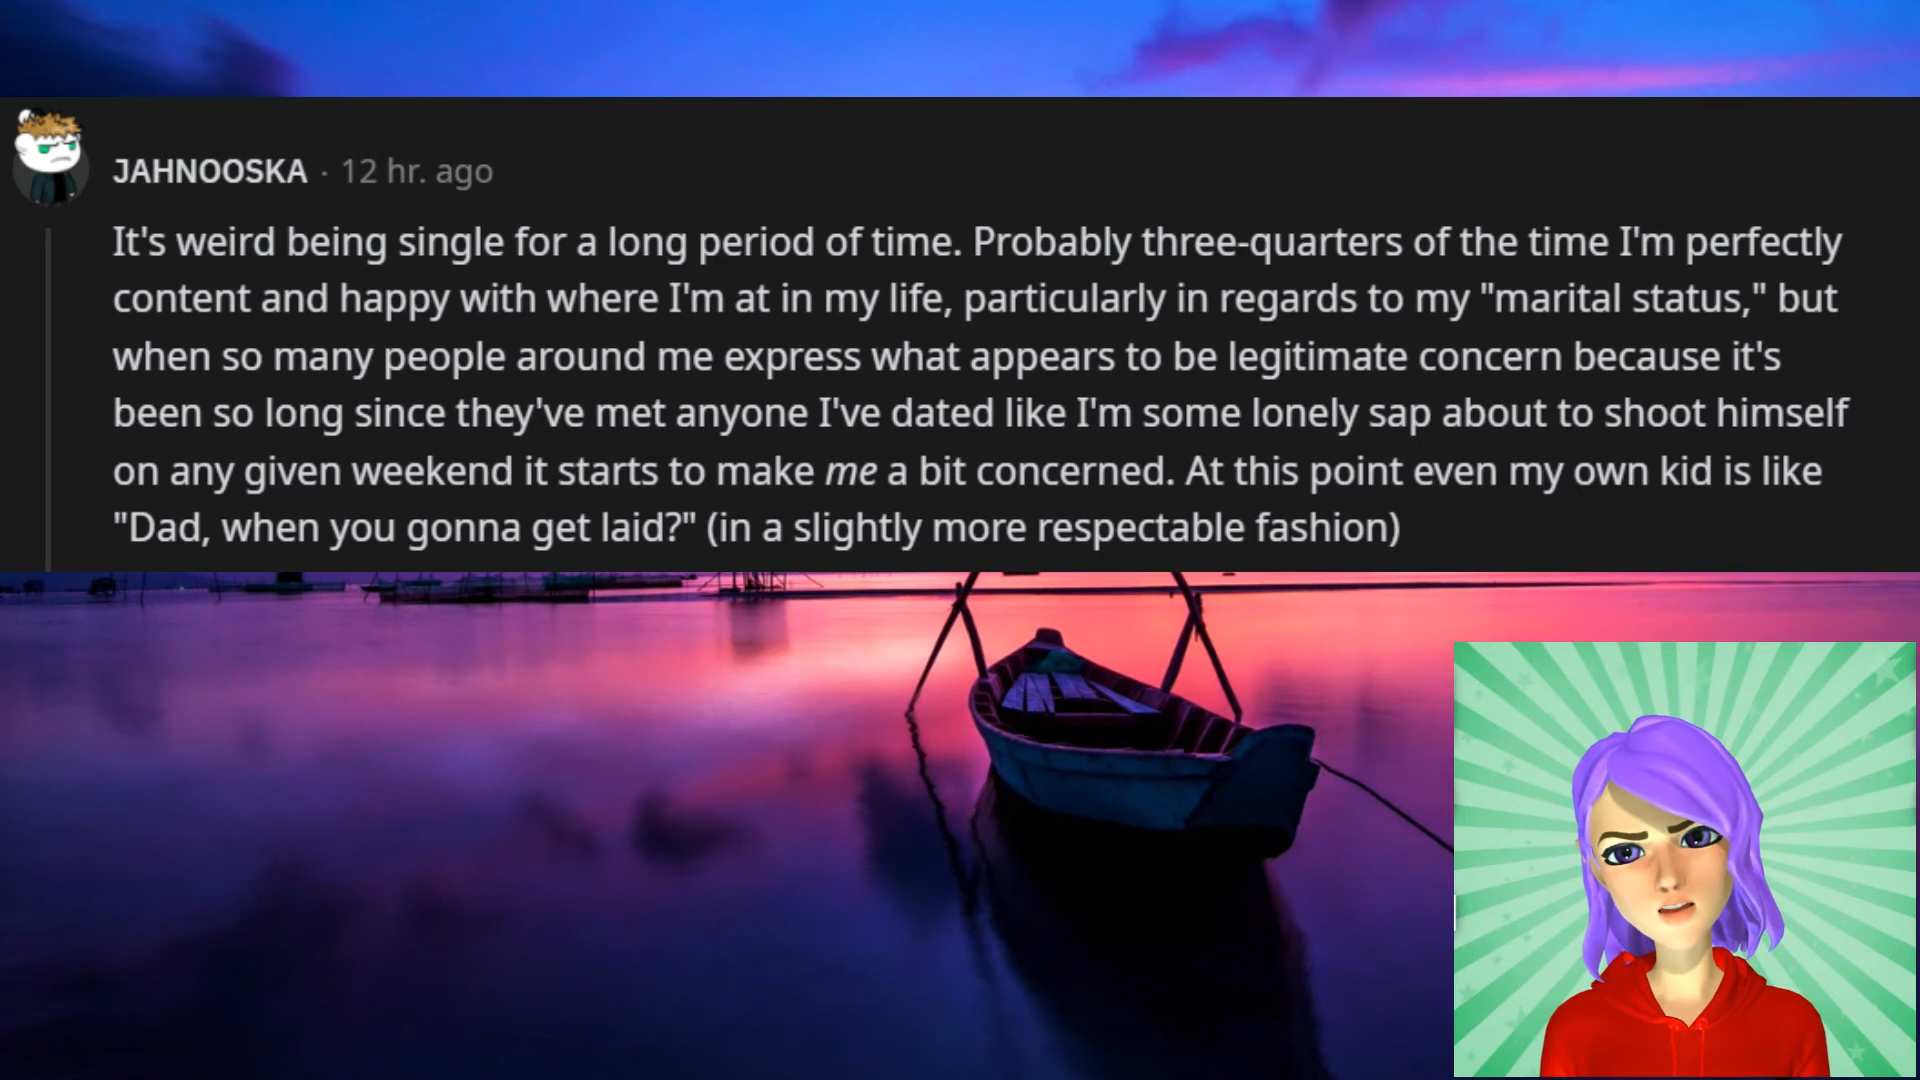 JAHNOOSKA · 12 hr. ago
It's weird being single for a long period of time. Probably three-quarters of the time I'm perfectly
content and happy with where I'm at in my life, particularly in regards to my "marital status," but
when so many people around me express what appears to be legitimate concern because it's
been so long since they've met anyone I've dated like I'm some lonely sap about to shoot himself
on any given weekend it starts to make me a bit concerned. At this point even my own kid is like
"Dad, when you gonna get laid?" (in a slightly more respectable fashion)